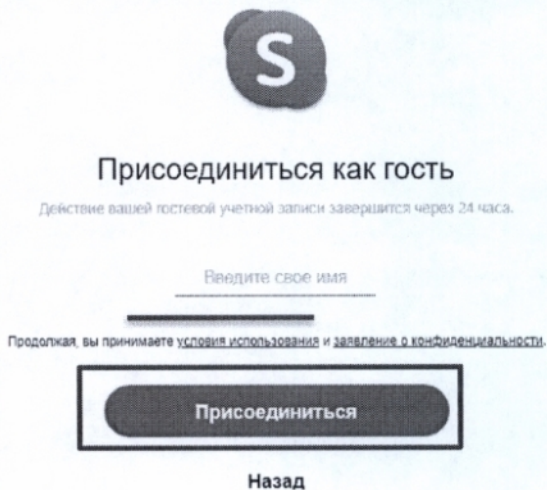 S
Присоединиться как гость
Действие вашей гостевой учетной записи завершится через 24 часа.
Введите свое имя
Продолжая, вы принимаете условия использования и заявление о конфиденциальности.
Присоединиться
Назад